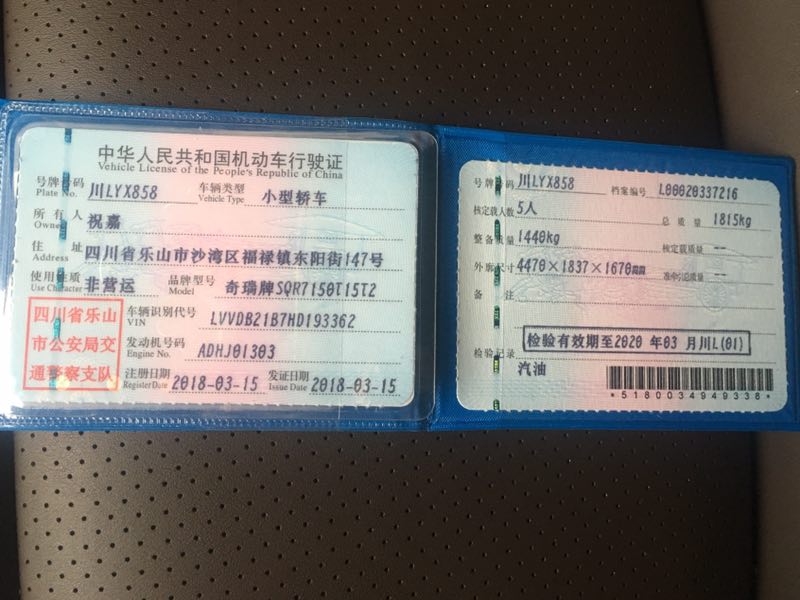 中华人民共和国机动车行驶证
Vehicle License of the People's Republic of China
号牌号码 Plate No. 川LYX858 车辆类型 Vehicle Type 小型轿车
所有人 Owner 祝嘉
住址 Address 四川省乐山市沙湾区福禄镇东阳街147号
使用性质 Use Character 非营运 品牌型号 Model 奇瑞牌SQR7150T15T2
四川省乐山
市公安局交
通警察支队
车辆识别代号 VIN LVVDB21B7HD193362
发动机号码 Engine No. ADHJ01303
注册日期 Register Date 2018-03-15 发证日期 Issue Date 2018-03-15
号牌号码 川LYX858 档案编号 L00020337216
核定载人数 5人 总质量 1815kg
整备质量 1440kg 核定载质量 --
外廓尺寸 4470×1837×1670mm 准牵引总质量 --
备注
检验有效期至2020年03月川L(01)
检验记录
汽油
*5180034949338*